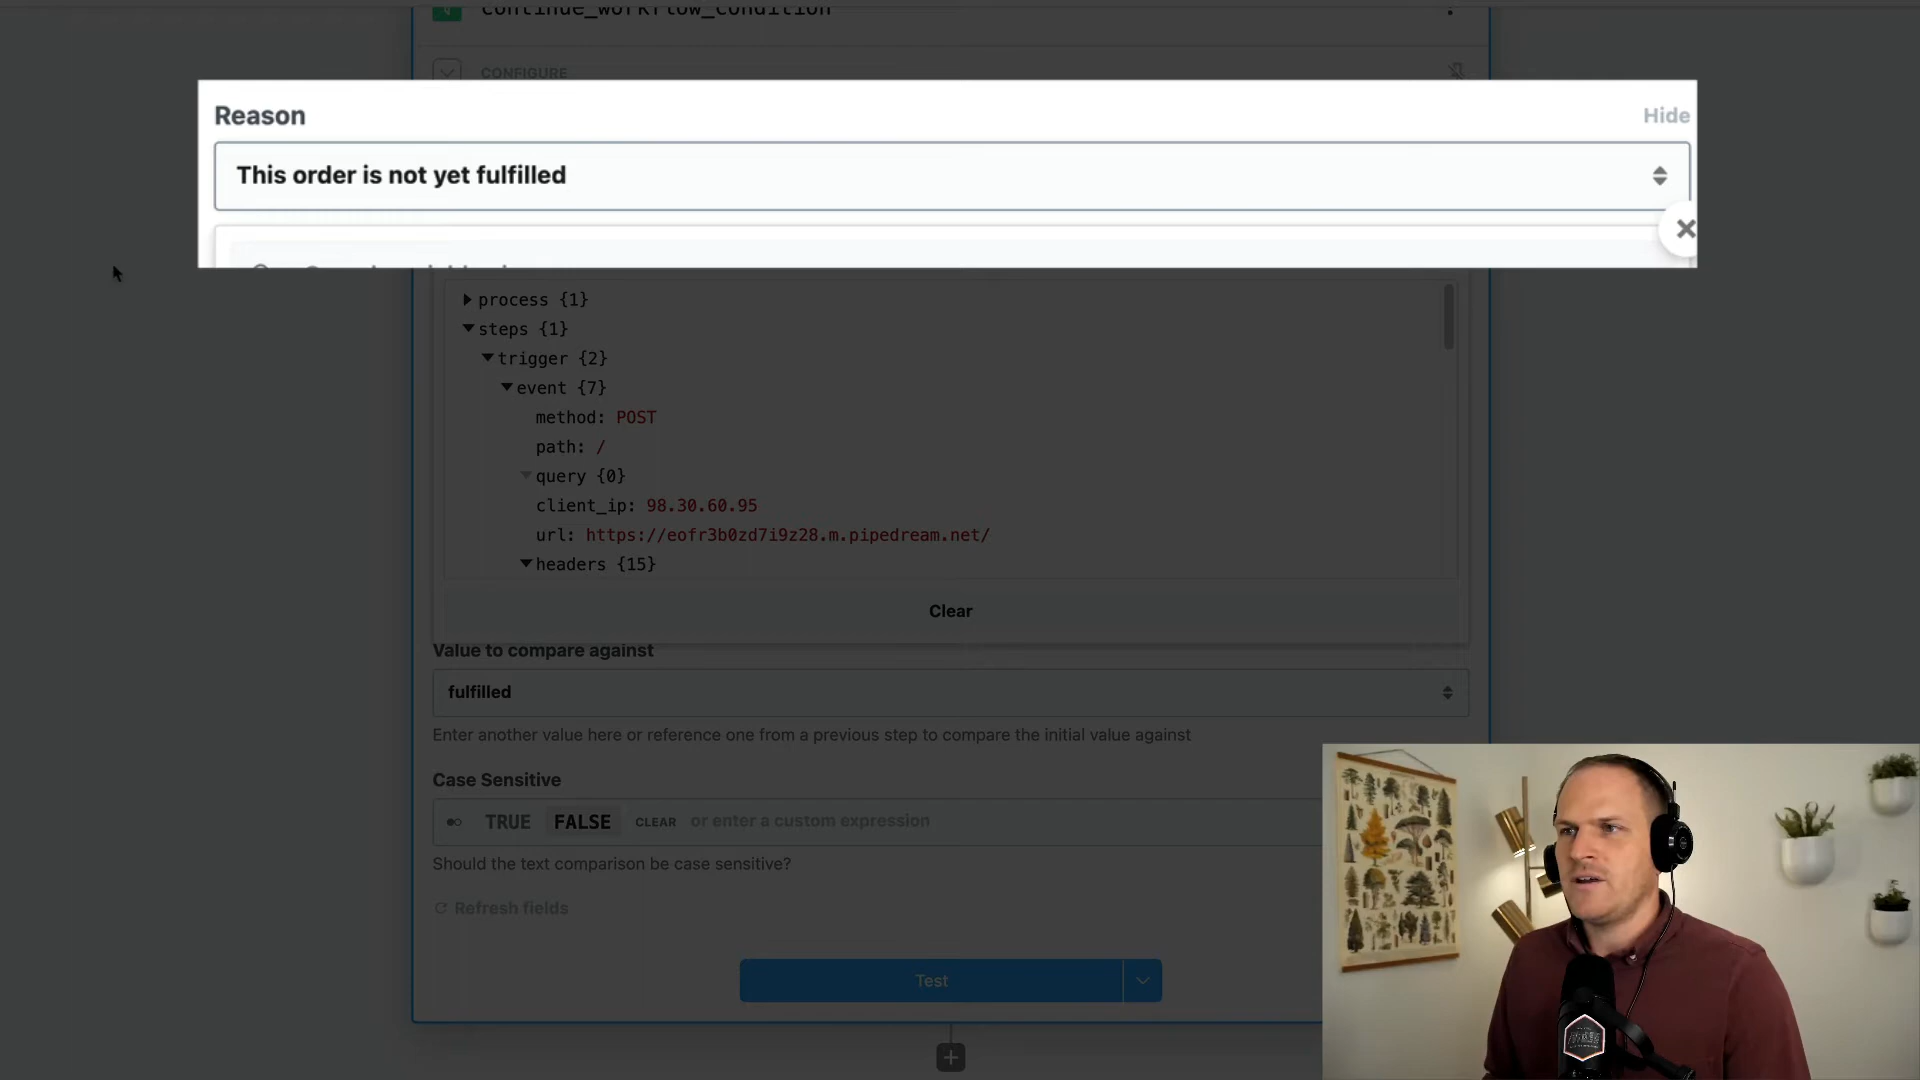 continue_workflow_condition
CONFIGURE
Reason
Hide
This order is not yet fulfilled
process {1}
steps {1}
trigger {2}
event {7}
method: POST
path: /
query {0}
client_ip: 98.30.60.95
url: https://eofr3b0zd7i9z28.m.pipedream.net/
headers {15}
Clear
Value to compare against
fulfilled
Enter another value here or reference one from a previous step to compare the initial value against
Case Sensitive
TRUE FALSE CLEAR or enter a custom expression
Should the text comparison be case sensitive?
Refresh fields
Test